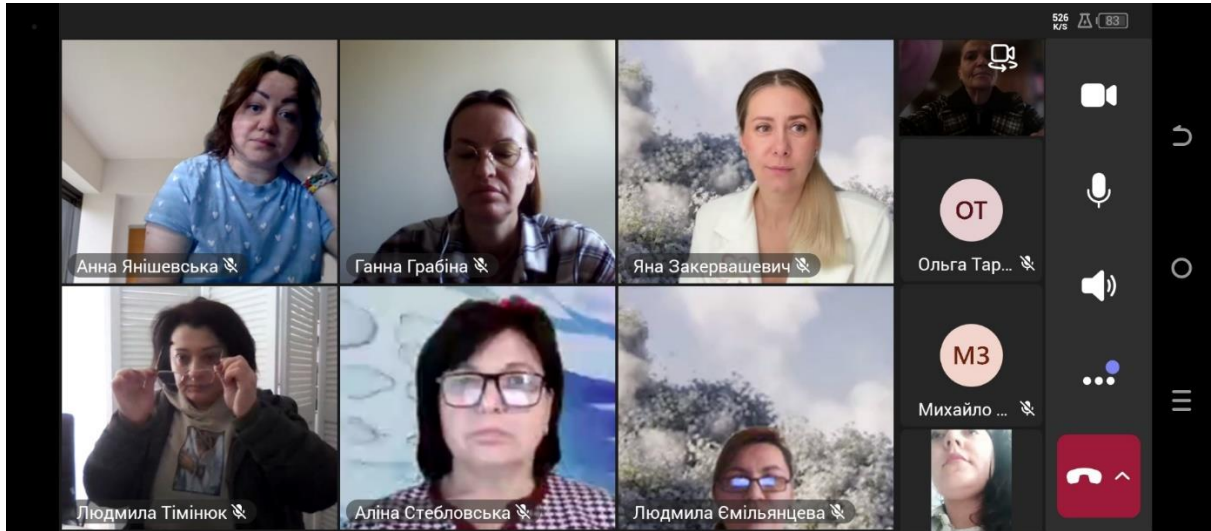 526
K/S
83
Анна Янішевська
Ганна Грабіна
Яна Закервашевич
ОТ
Ольга Тар...
Людмила Тімінюк
Аліна Стебловська
Людмила Ємільянцева
МЗ
Михайло ...